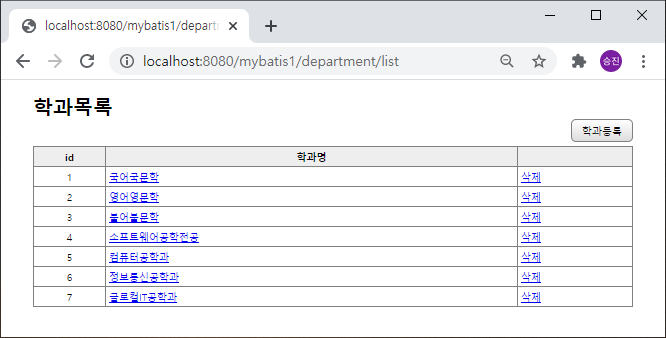 localhost:8080/mybatis1/departm
localhost:8080/mybatis1/department/list
승진
학과목록
학과등록
id 학과명
1 국어국문학 삭제
2 영어영문학 삭제
3 불어불문학 삭제
4 소프트웨어공학전공 삭제
5 컴퓨터공학과 삭제
6 정보통신공학과 삭제
7 글로컬IT공학과 삭제